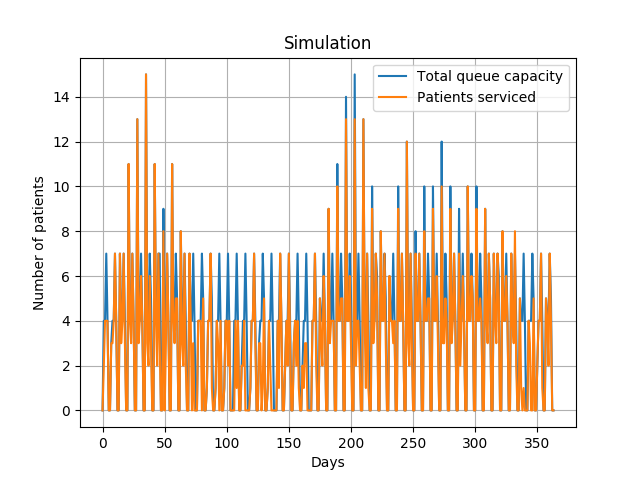 Simulation
Total queue capacity
Patients serviced
Number of patients
14
12
10
8
6
4
2
0
0 50 100 150 200 250 300 350
Days